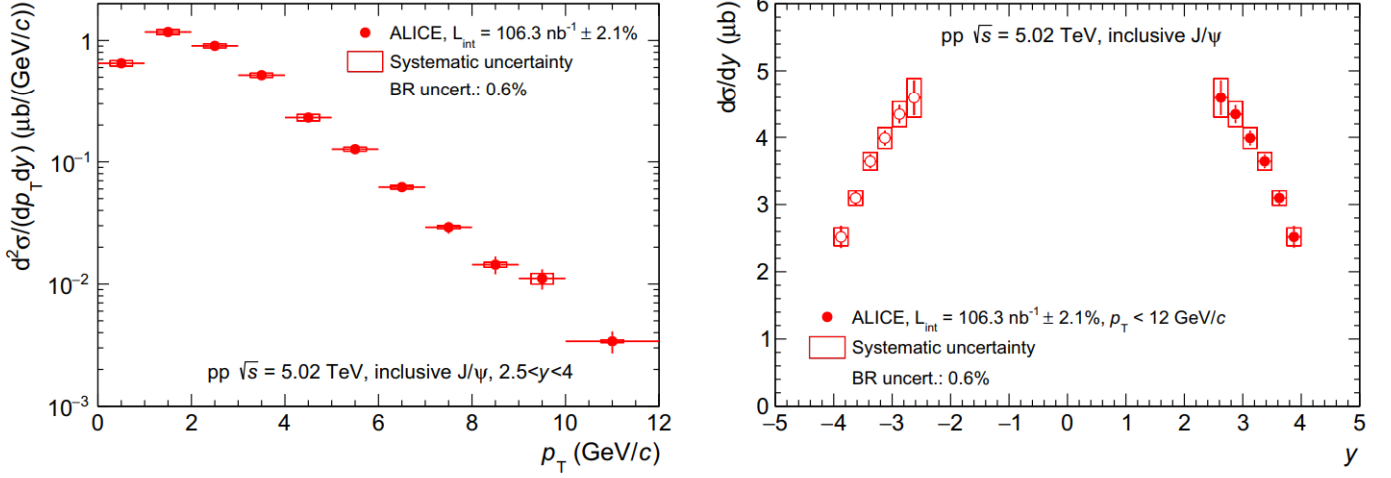 d²σ/(dp_T dy) (μb/(GeV/c))
1
10⁻¹
10⁻²
10⁻³
ALICE, L_int = 106.3 nb⁻¹ ± 2.1%
Systematic uncertainty
BR uncert.: 0.6%
pp √s = 5.02 TeV, inclusive J/ψ, 2.5<y<4
0 2 4 6 8 10 12
p_T (GeV/c)
dσ/dy (μb)
6
5
4
3
2
1
0
pp √s = 5.02 TeV, inclusive J/ψ
ALICE, L_int = 106.3 nb⁻¹ ± 2.1%, p_T < 12 GeV/c
Systematic uncertainty
BR uncert.: 0.6%
−5 −4 −3 −2 −1 0 1 2 3 4 5
y